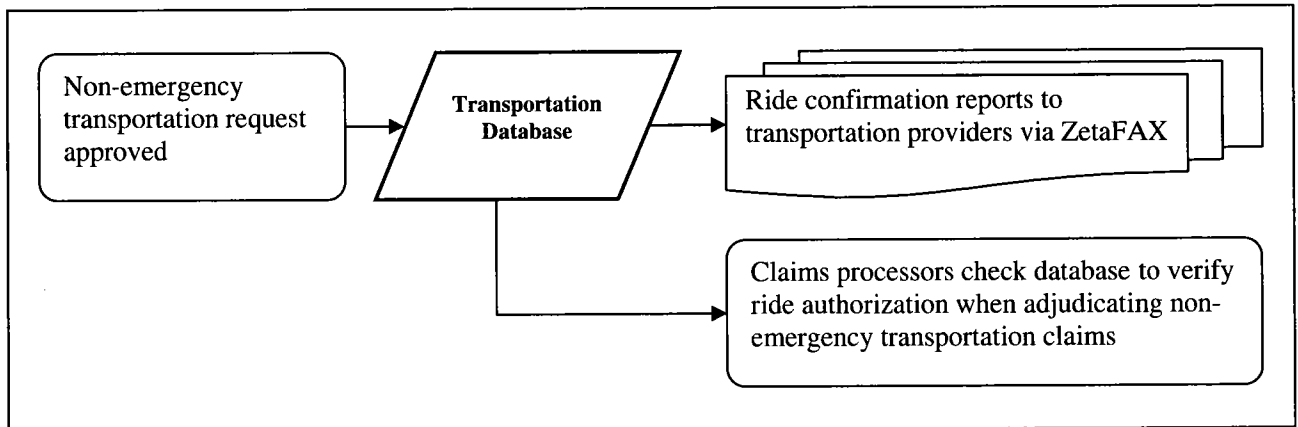 Non-emergency
transportation request
approved
Transportation
Database
Ride confirmation reports to
transportation providers via ZetaFAX
Claims processors check database to verify
ride authorization when adjudicating non-
emergency transportation claims